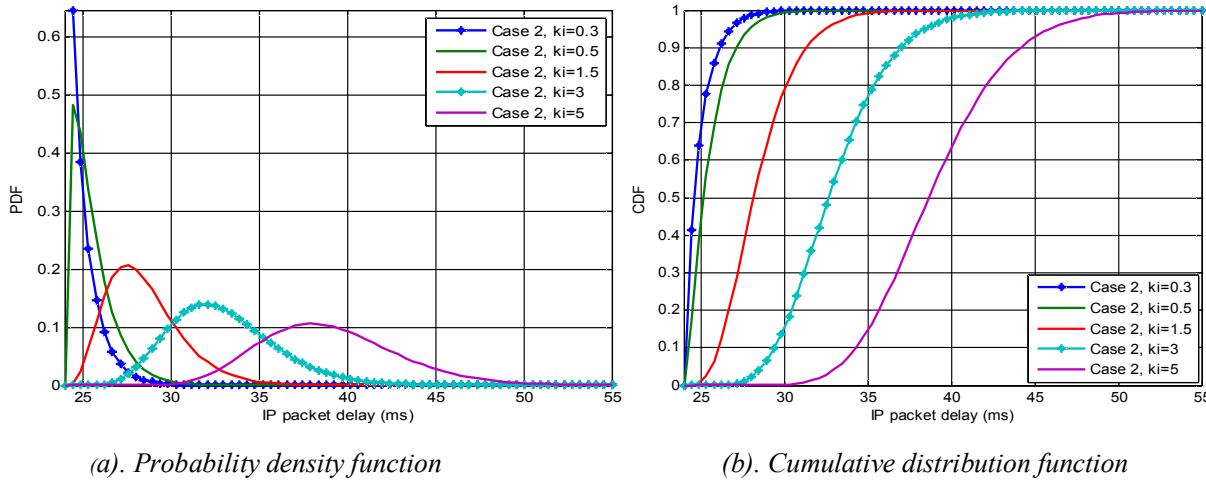 0.6
0.5
0.4
0.3
0.2
0.1
0
PDF
25 30 35 40 45 50 55
IP packet delay (ms)
Case 2, ki=0.3
Case 2, ki=0.5
Case 2, ki=1.5
Case 2, ki=3
Case 2, ki=5
(a). Probability density function
1
0.9
0.8
0.7
0.6
0.5
0.4
0.3
0.2
0.1
0
CDF
25 30 35 40 45 50 55
IP packet delay (ms)
Case 2, ki=0.3
Case 2, ki=0.5
Case 2, ki=1.5
Case 2, ki=3
Case 2, ki=5
(b). Cumulative distribution function